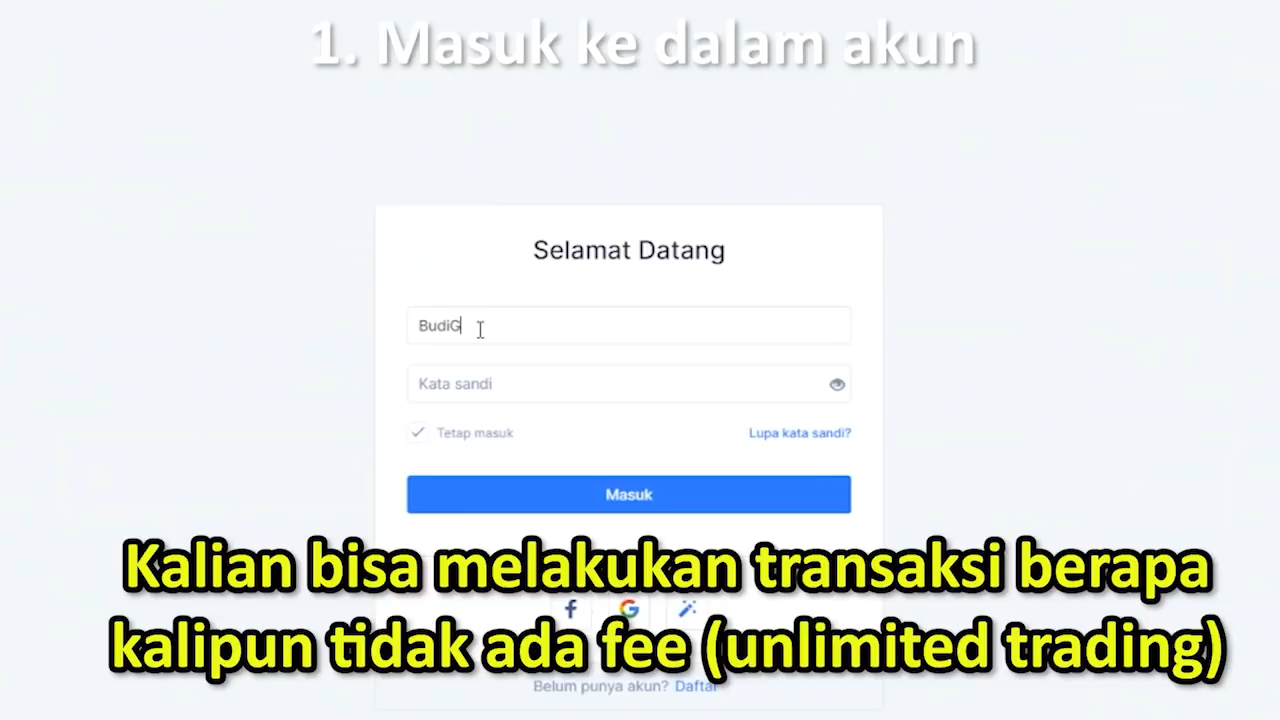 1. Masuk ke dalam akun
Selamat Datang
BudiG
Kata sandi
Tetap masuk
Lupa kata sandi?
Masuk
Kalian bisa melakukan transaksi berapa
kalipun tidak ada fee (unlimited trading)
Belum punya akun? Daftar